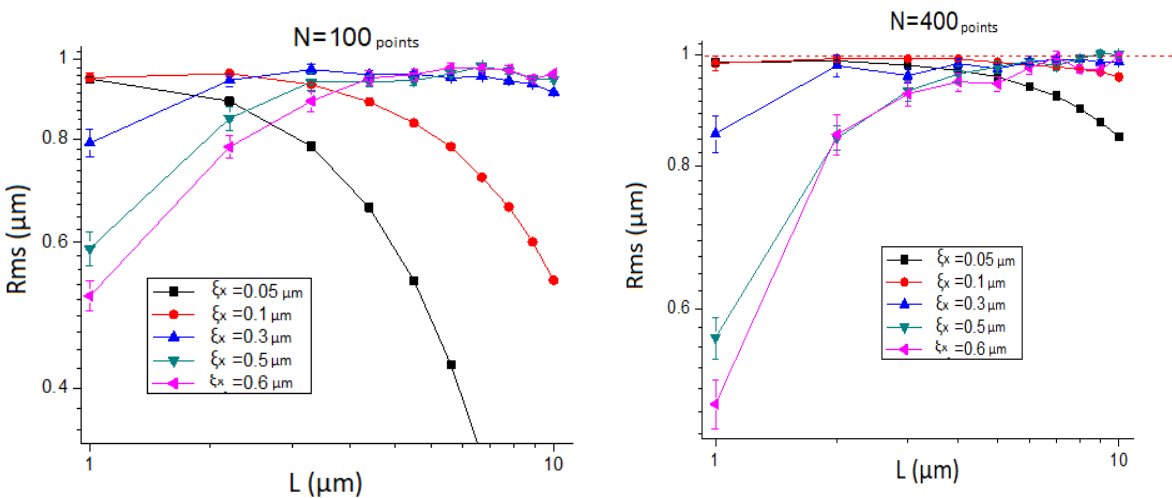 N=100 points
1
0.8
0.6
0.4
Rms (μm)
ξx =0.05 μm
ξx =0.1 μm
ξx =0.3 μm
ξx =0.5 μm
ξx =0.6 μm
1
10
L (μm)
N=400 points
1
0.8
0.6
Rms (μm)
ξx =0.05 μm
ξx =0.1 μm
ξx =0.3 μm
ξx =0.5 μm
ξx =0.6 μm
1
10
L (μm)